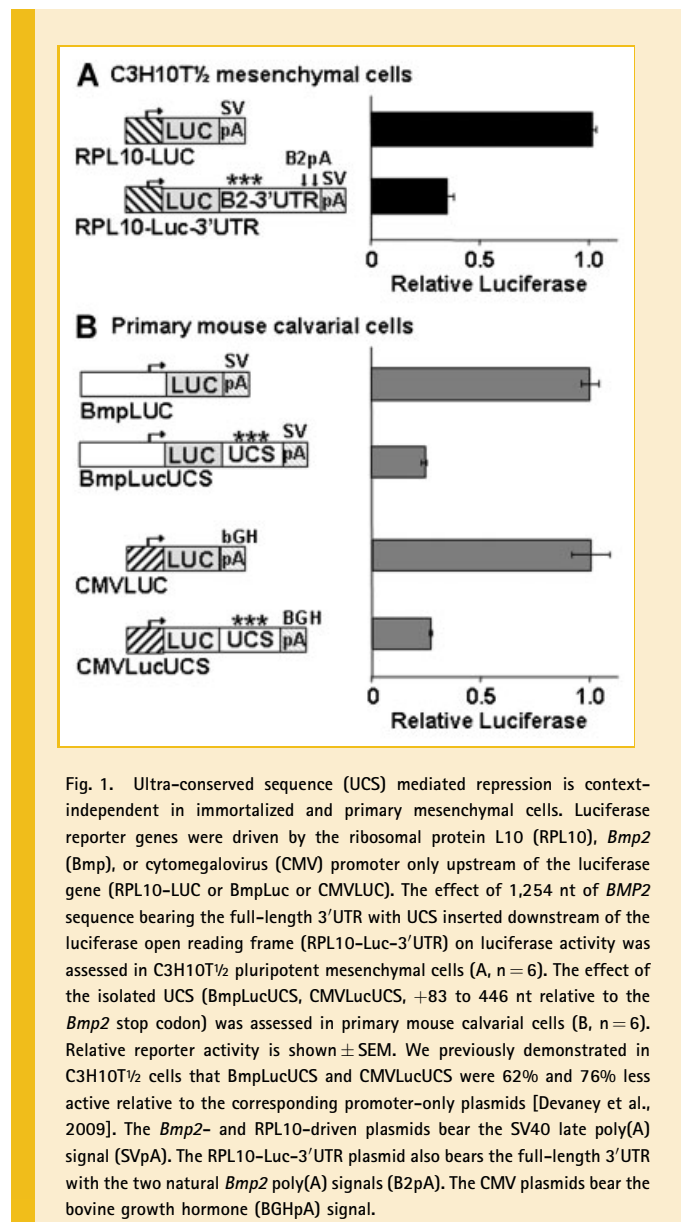 A C3H10T½ mesenchymal cells
SV
LUC pA
RPL10-LUC
B2pA
*** ↓↓ SV
LUC B2-3'UTR pA
RPL10-Luc-3'UTR
0 0.5 1.0
Relative Luciferase
B Primary mouse calvarial cells
SV
LUC pA
BmpLUC
*** SV
LUC UCS pA
BmpLucUCS
bGH
LUC pA
CMVLUC
*** BGH
LUC UCS pA
CMVLucUCS
0 0.5 1.0
Relative Luciferase
Fig. 1. Ultra-conserved sequence (UCS) mediated repression is context-
independent in immortalized and primary mesenchymal cells. Luciferase
reporter genes were driven by the ribosomal protein L10 (RPL10), Bmp2
(Bmp), or cytomegalovirus (CMV) promoter only upstream of the luciferase
gene (RPL10-LUC or BmpLuc or CMVLUC). The effect of 1,254 nt of BMP2
sequence bearing the full-length 3′UTR with UCS inserted downstream of the
luciferase open reading frame (RPL10-Luc-3′UTR) on luciferase activity was
assessed in C3H10T½ pluripotent mesenchymal cells (A, n = 6). The effect of
the isolated UCS (BmpLucUCS, CMVLucUCS, +83 to 446 nt relative to the
Bmp2 stop codon) was assessed in primary mouse calvarial cells (B, n = 6).
Relative reporter activity is shown ± SEM. We previously demonstrated in
C3H10T½ cells that BmpLucUCS and CMVLucUCS were 62% and 76% less
active relative to the corresponding promoter-only plasmids [Devaney et al.,
2009]. The Bmp2- and RPL10-driven plasmids bear the SV40 late poly(A)
signal (SVpA). The RPL10-Luc-3′UTR plasmid also bears the full-length 3′UTR
with the two natural Bmp2 poly(A) signals (B2pA). The CMV plasmids bear the
bovine growth hormone (BGHpA) signal.